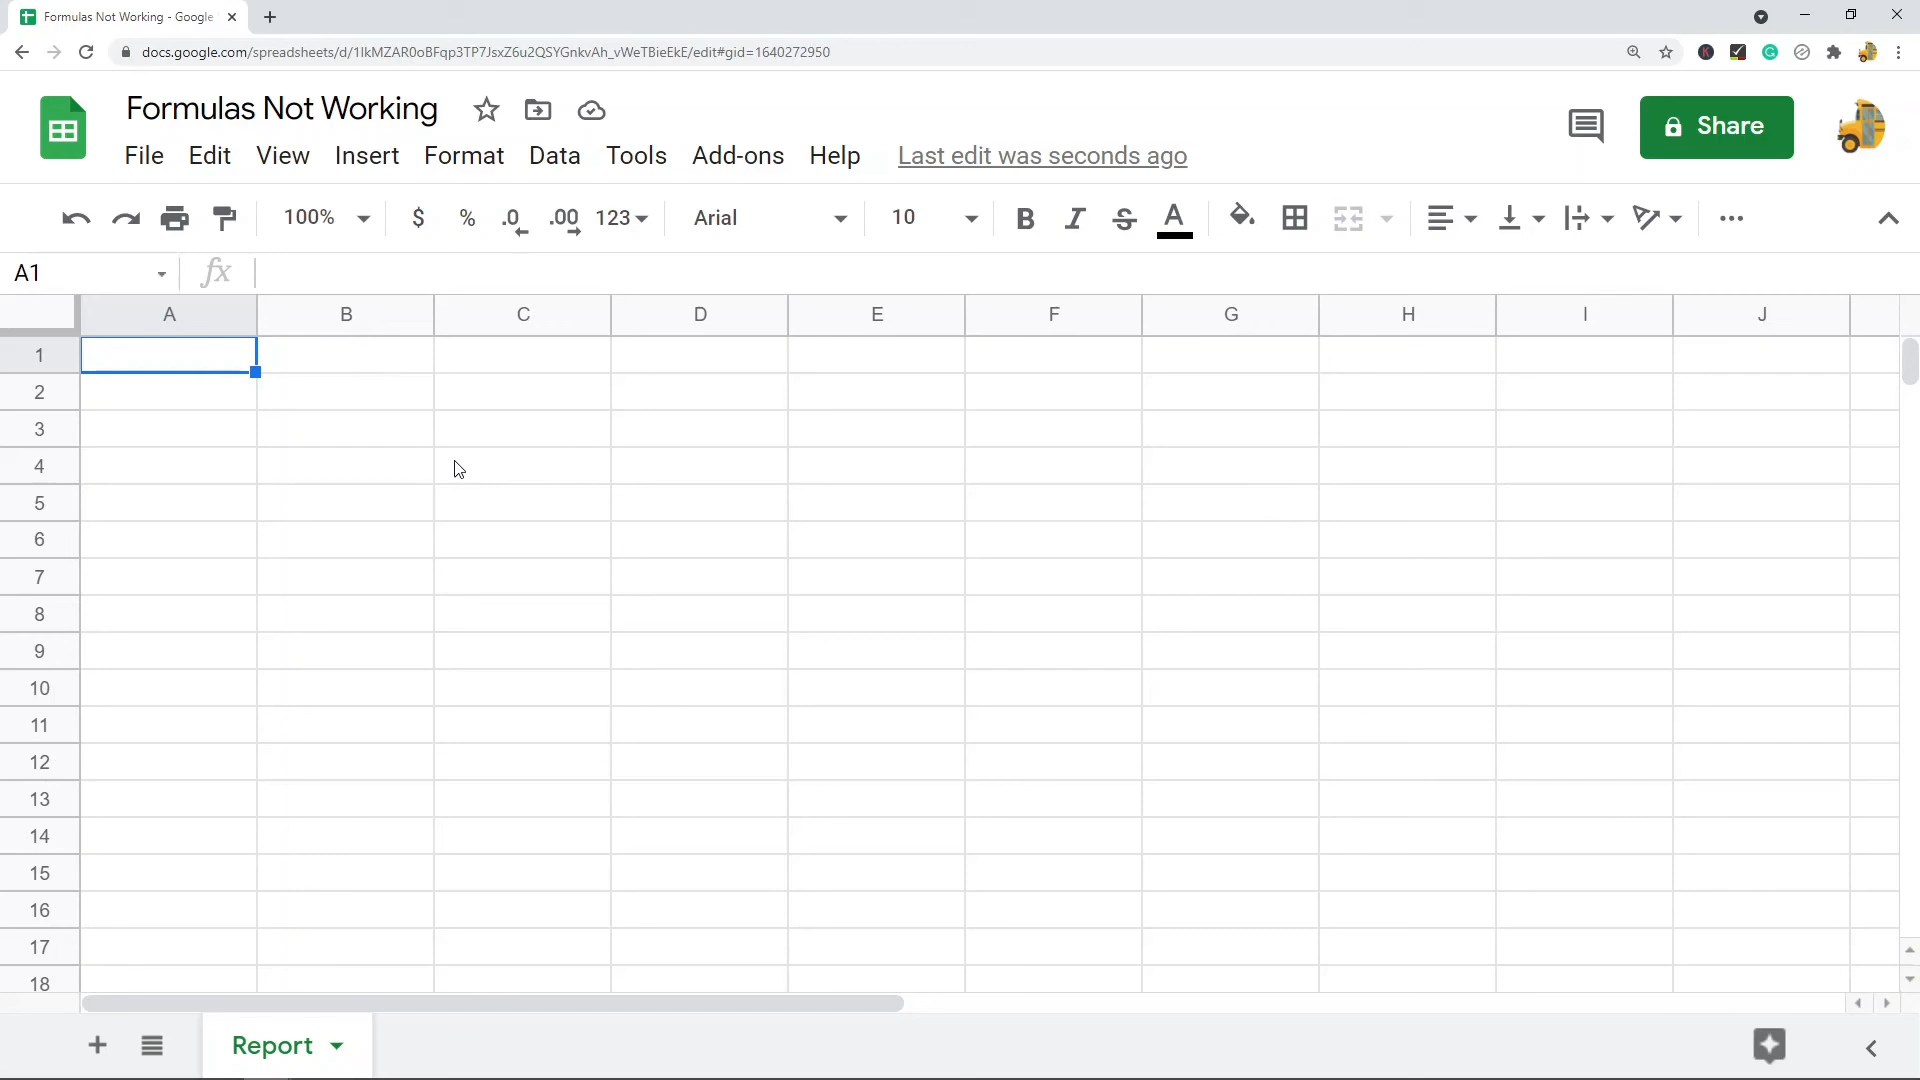 Formulas Not Working - Google
docs.google.com/spreadsheets/d/1IkMZAR0oBFqp3TP7JsxZ6u2QSYGnkvAh_vWeTBieEkE/edit#gid=1640272950
Formulas Not Working
Share
File Edit View Insert Format Data Tools Add-ons Help Last edit was seconds ago
100% $ % .0 .00 123 Arial 10 B I S A
A1 fx
A B C D E F G H I J
1
2
3
4
5
6
7
8
9
10
11
12
13
14
15
16
17
18
Report